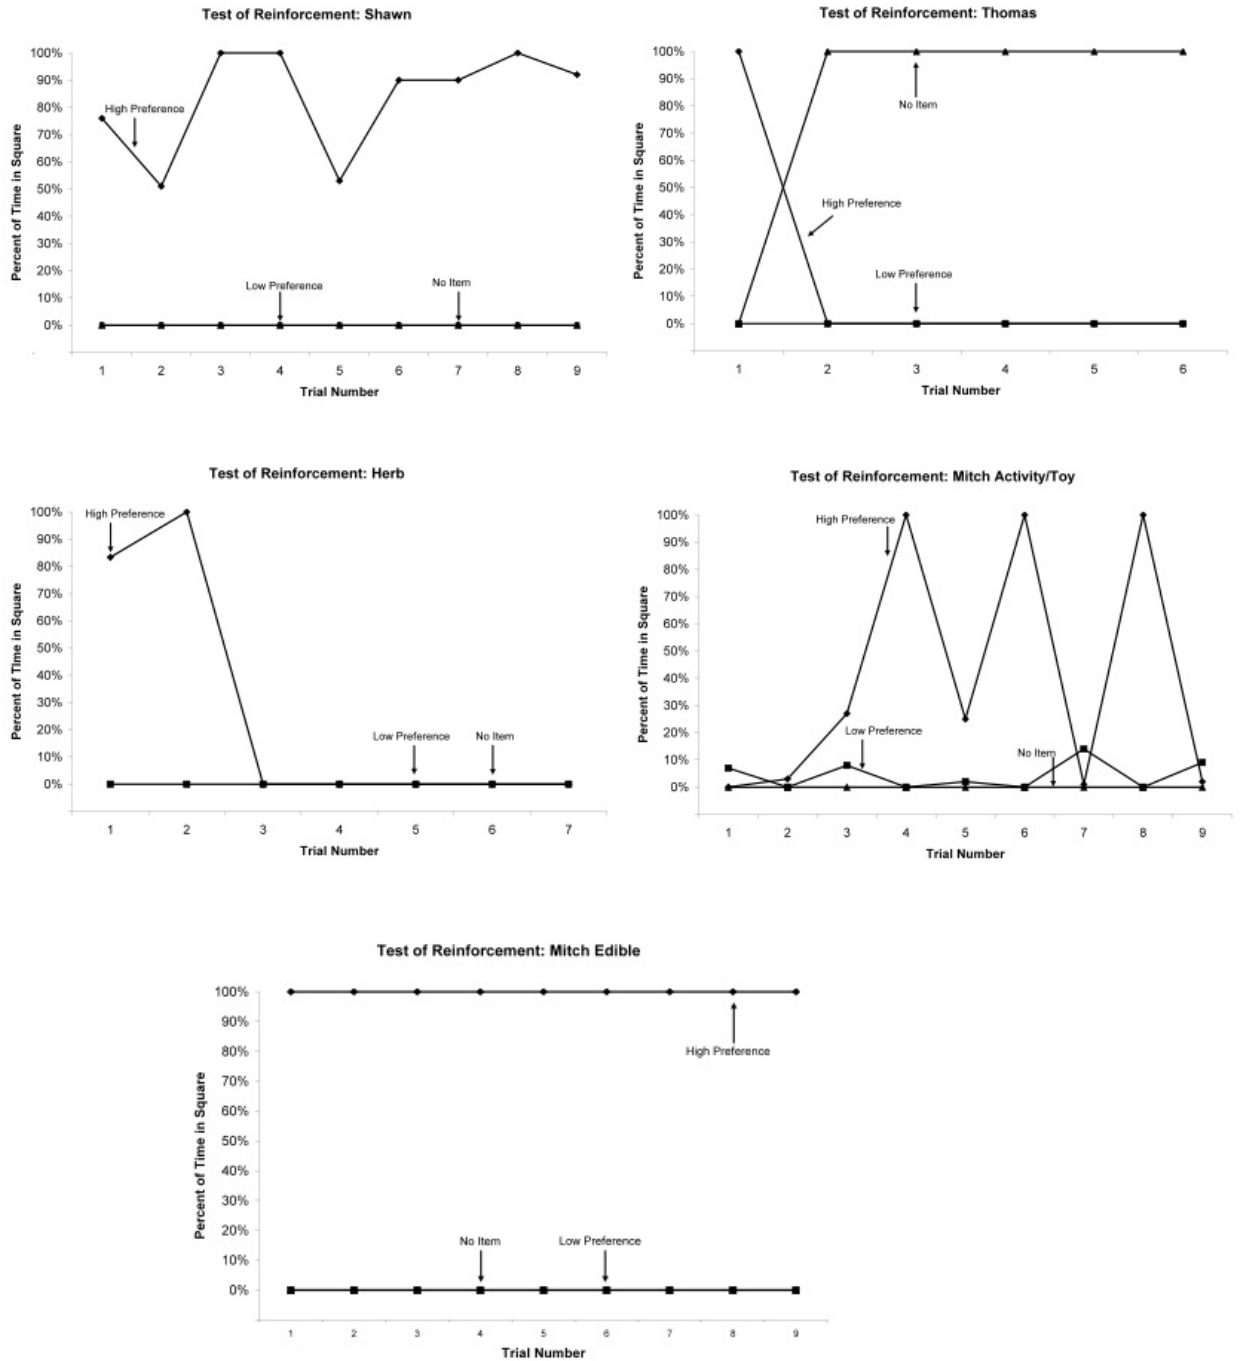 Test of Reinforcement: Shawn
100%
90%
80%
70%
60%
50%
40%
30%
20%
10%
0%
Percent of Time in Square
High Preference
Low Preference
No Item
1 2 3 4 5 6 7 8 9
Trial Number
Test of Reinforcement: Thomas
100%
90%
80%
70%
60%
50%
40%
30%
20%
10%
0%
Percent of Time in Square
No Item
High Preference
Low Preference
1 2 3 4 5 6
Trial Number
Test of Reinforcement: Herb
100%
90%
80%
70%
60%
50%
40%
30%
20%
10%
0%
Percent of Time in Square
High Preference
Low Preference
No Item
1 2 3 4 5 6 7
Trial Number
Test of Reinforcement: Mitch Activity/Toy
100%
90%
80%
70%
60%
50%
40%
30%
20%
10%
0%
Percent of Time in Square
High Preference
Low Preference
No Item
1 2 3 4 5 6 7 8 9
Trial Number
Test of Reinforcement: Mitch Edible
100%
90%
80%
70%
60%
50%
40%
30%
20%
10%
0%
Percent of Time in Square
High Preference
No Item
Low Preference
1 2 3 4 5 6 7 8 9
Trial Number